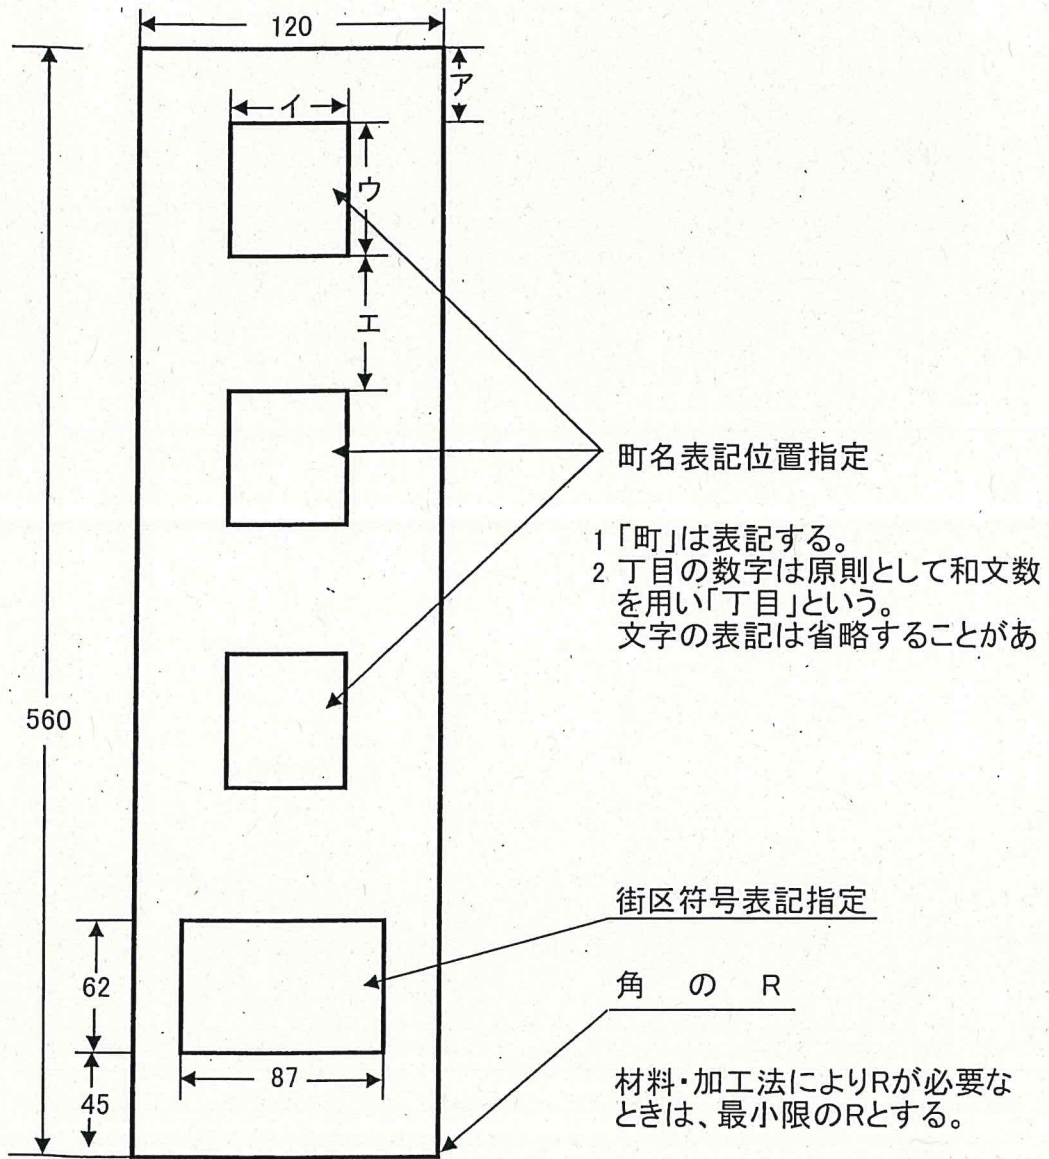 120
ア
イ
ウ
エ
町名表記位置指定
1「町」は表記する。
2 丁目の数字は原則として和文数
を用い「丁目」という。
文字の表記は省略することがあ
560
街区符号表記指定
62
角 の R
87
45
材料・加工法によりRが必要な
ときは、最小限のRとする。